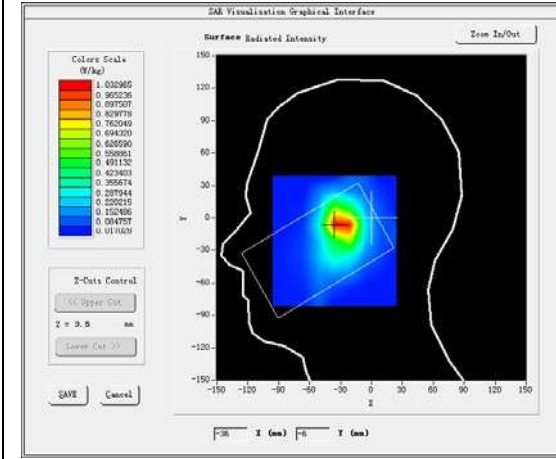 SAR Visualisation Graphical Interface
Surface Radiated Intensity
Zoom In/Out
Colors Scale
(W/kg)
1.032965
0.965236
0.897507
0.829778
0.762049
0.694320
0.626590
0.558861
0.491132
0.423403
0.355674
0.287944
0.220215
0.152486
0.084757
0.017028
150
120
90
60
30
0
-30
-60
-90
-120
-150
Y
-150 -120 -90 -60 -30 0 30 60 90 120 150
X
Z-Cuts Control
<< Upper Cut
Z = 3.5 mm
Lower Cut >>
SAVE Cancel
-36 X (mm) -6 Y (mm)